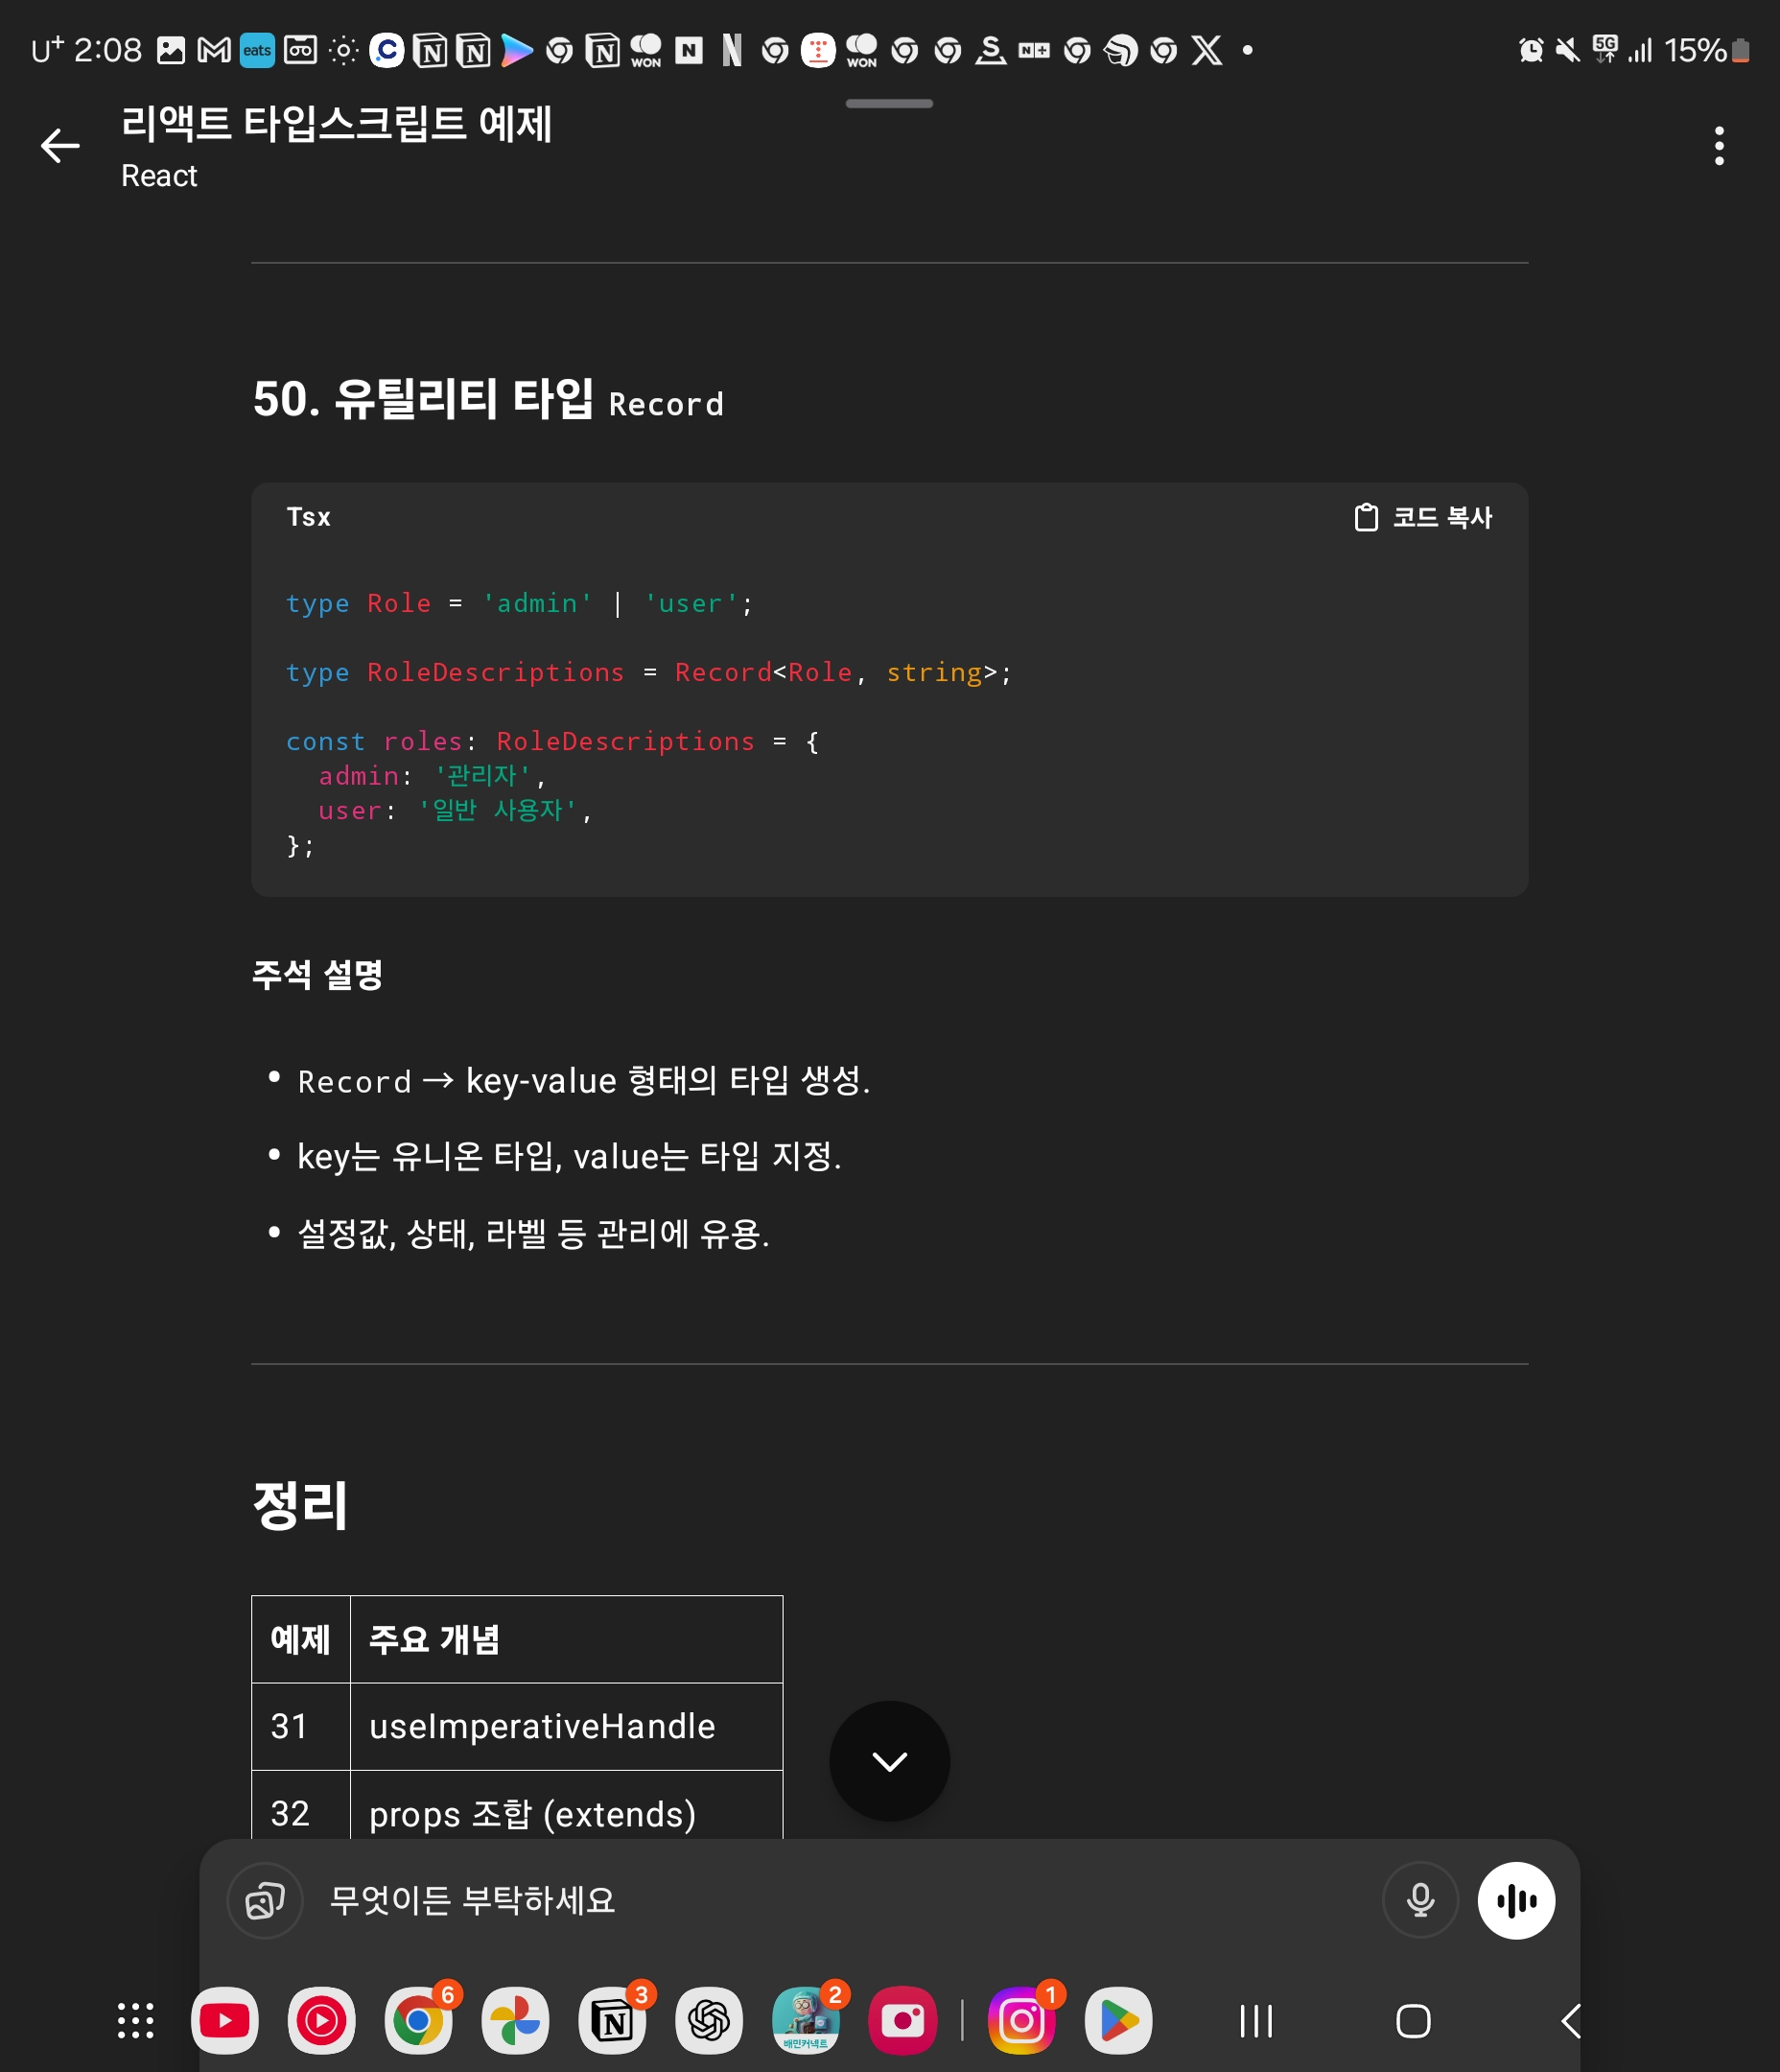 U+ 2:08 eats WON WON N+ 5G 15%
리액트 타입스크립트 예제
React
50. 유틸리티 타입 Record
Tsx 코드 복사
type Role = 'admin' | 'user';
type RoleDescriptions = Record<Role, string>;
const roles: RoleDescriptions = {
admin: '관리자',
user: '일반 사용자',
};
주석 설명
• Record → key-value 형태의 타입 생성.
• key는 유니온 타입, value는 타입 지정.
• 설정값, 상태, 라벨 등 관리에 유용.
정리
예제 주요 개념
31 useImperativeHandle
32 props 조합 (extends)
무엇이든 부탁하세요
6 3 2 1
배민커넥트